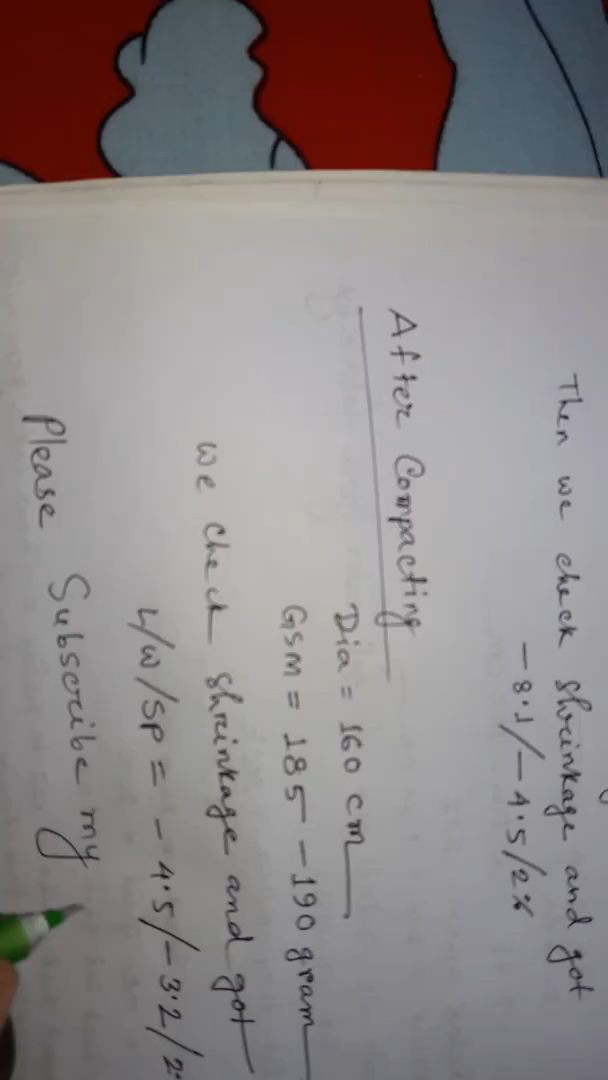 Then we check shrinkage and got
-8.1/-4.5/2%
After Compacting
Dia = 160 cm
GSM = 185 - 190 gram
we check shrinkage and got
L/W/SP = -4.5/-3.2/2
Please Subscribe my